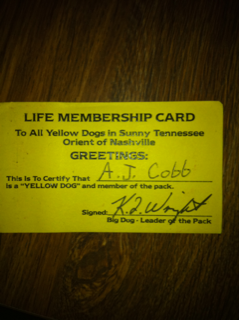 LIFE MEMBERSHIP CARD
To All Yellow Dogs in Sunny Tennessee
Orient of Nashville
GREETINGS:
This Is To Certify That A.J. Cobb
is a "YELLOW DOG" and member of the pack.
Signed: K.J. Wright
Big Dog - Leader of the Pack